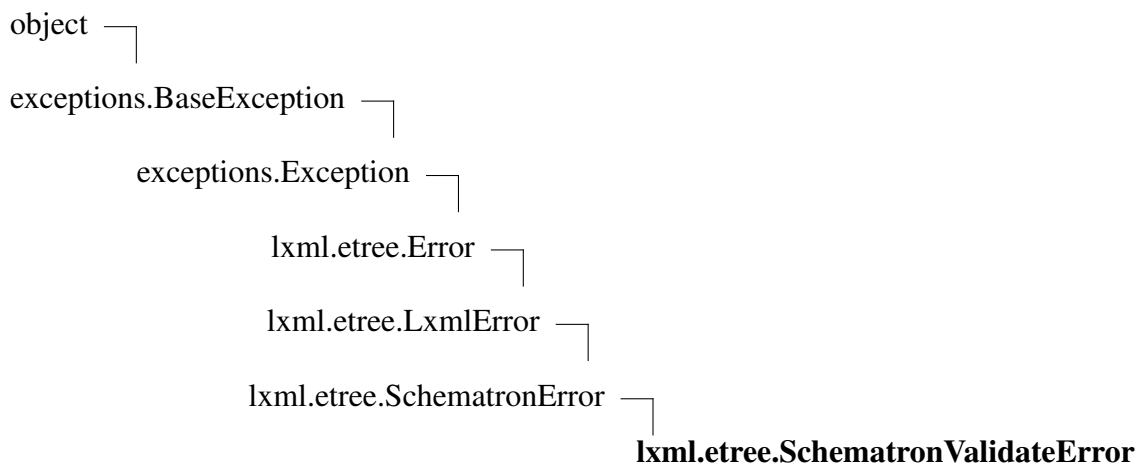 object
exceptions.BaseException
exceptions.Exception
lxml.etree.Error
lxml.etree.LxmlError
lxml.etree.SchematronError
lxml.etree.SchematronValidateError